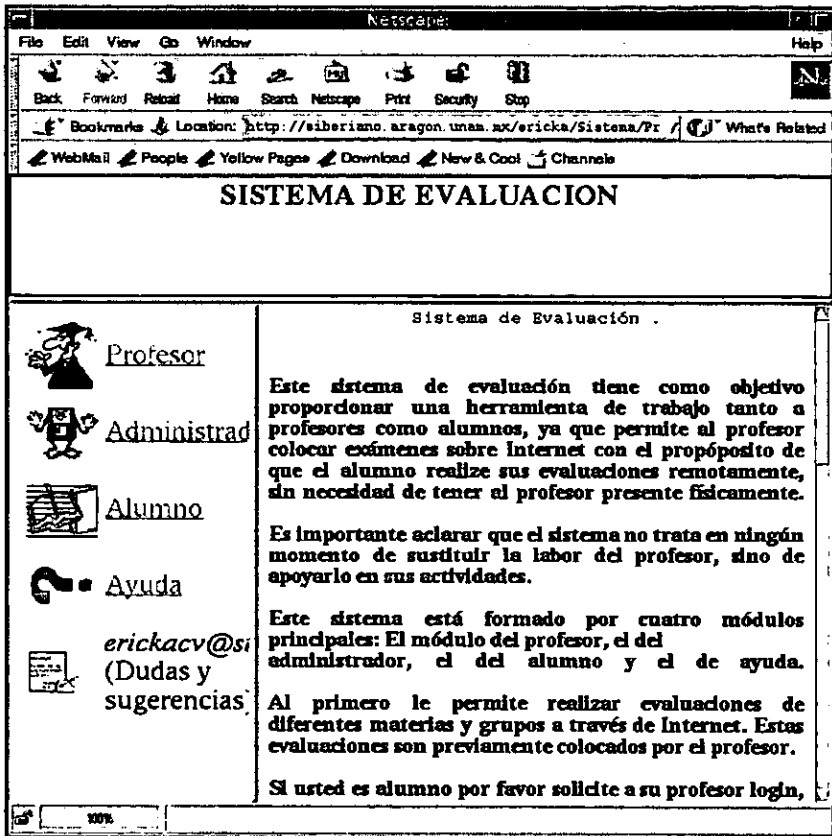 Netscape:
File Edit View Go Window Help
Back Forward Reload Home Search Netscape Print Security Stop
Bookmarks Location: http://siberiano.aragon.unam.mx/ericka/Sistema/Pr What's Related
WebMail People Yellow Pages Download New & Cool Channels
SISTEMA DE EVALUACION
Profesor
Administrad
Alumno
Ayuda
erickacv@si
(Dudas y
sugerencias)
Sistema de Evaluación .
Este sistema de evaluación tiene como objetivo
proporcionar una herramienta de trabajo tanto a
profesores como alumnos, ya que permite al profesor
colocar exámenes sobre Internet con el propóposito de
que el alumno realize sus evaluaciones remotamente,
sin necesidad de tener al profesor presente físicamente.
Es importante aclarar que el sistema no trata en ningún
momento de sustituir la labor del profesor, sino de
apoyarlo en sus actividades.
Este sistema está formado por cuatro módulos
principales: El módulo del profesor, el del
administrador, el del alumno y el de ayuda.
Al primero le permite realizar evaluaciones de
diferentes materias y grupos a través de Internet. Estas
evaluaciones son previamente colocados por el profesor.
Si usted es alumno por favor solicite a su profesor login,
100%